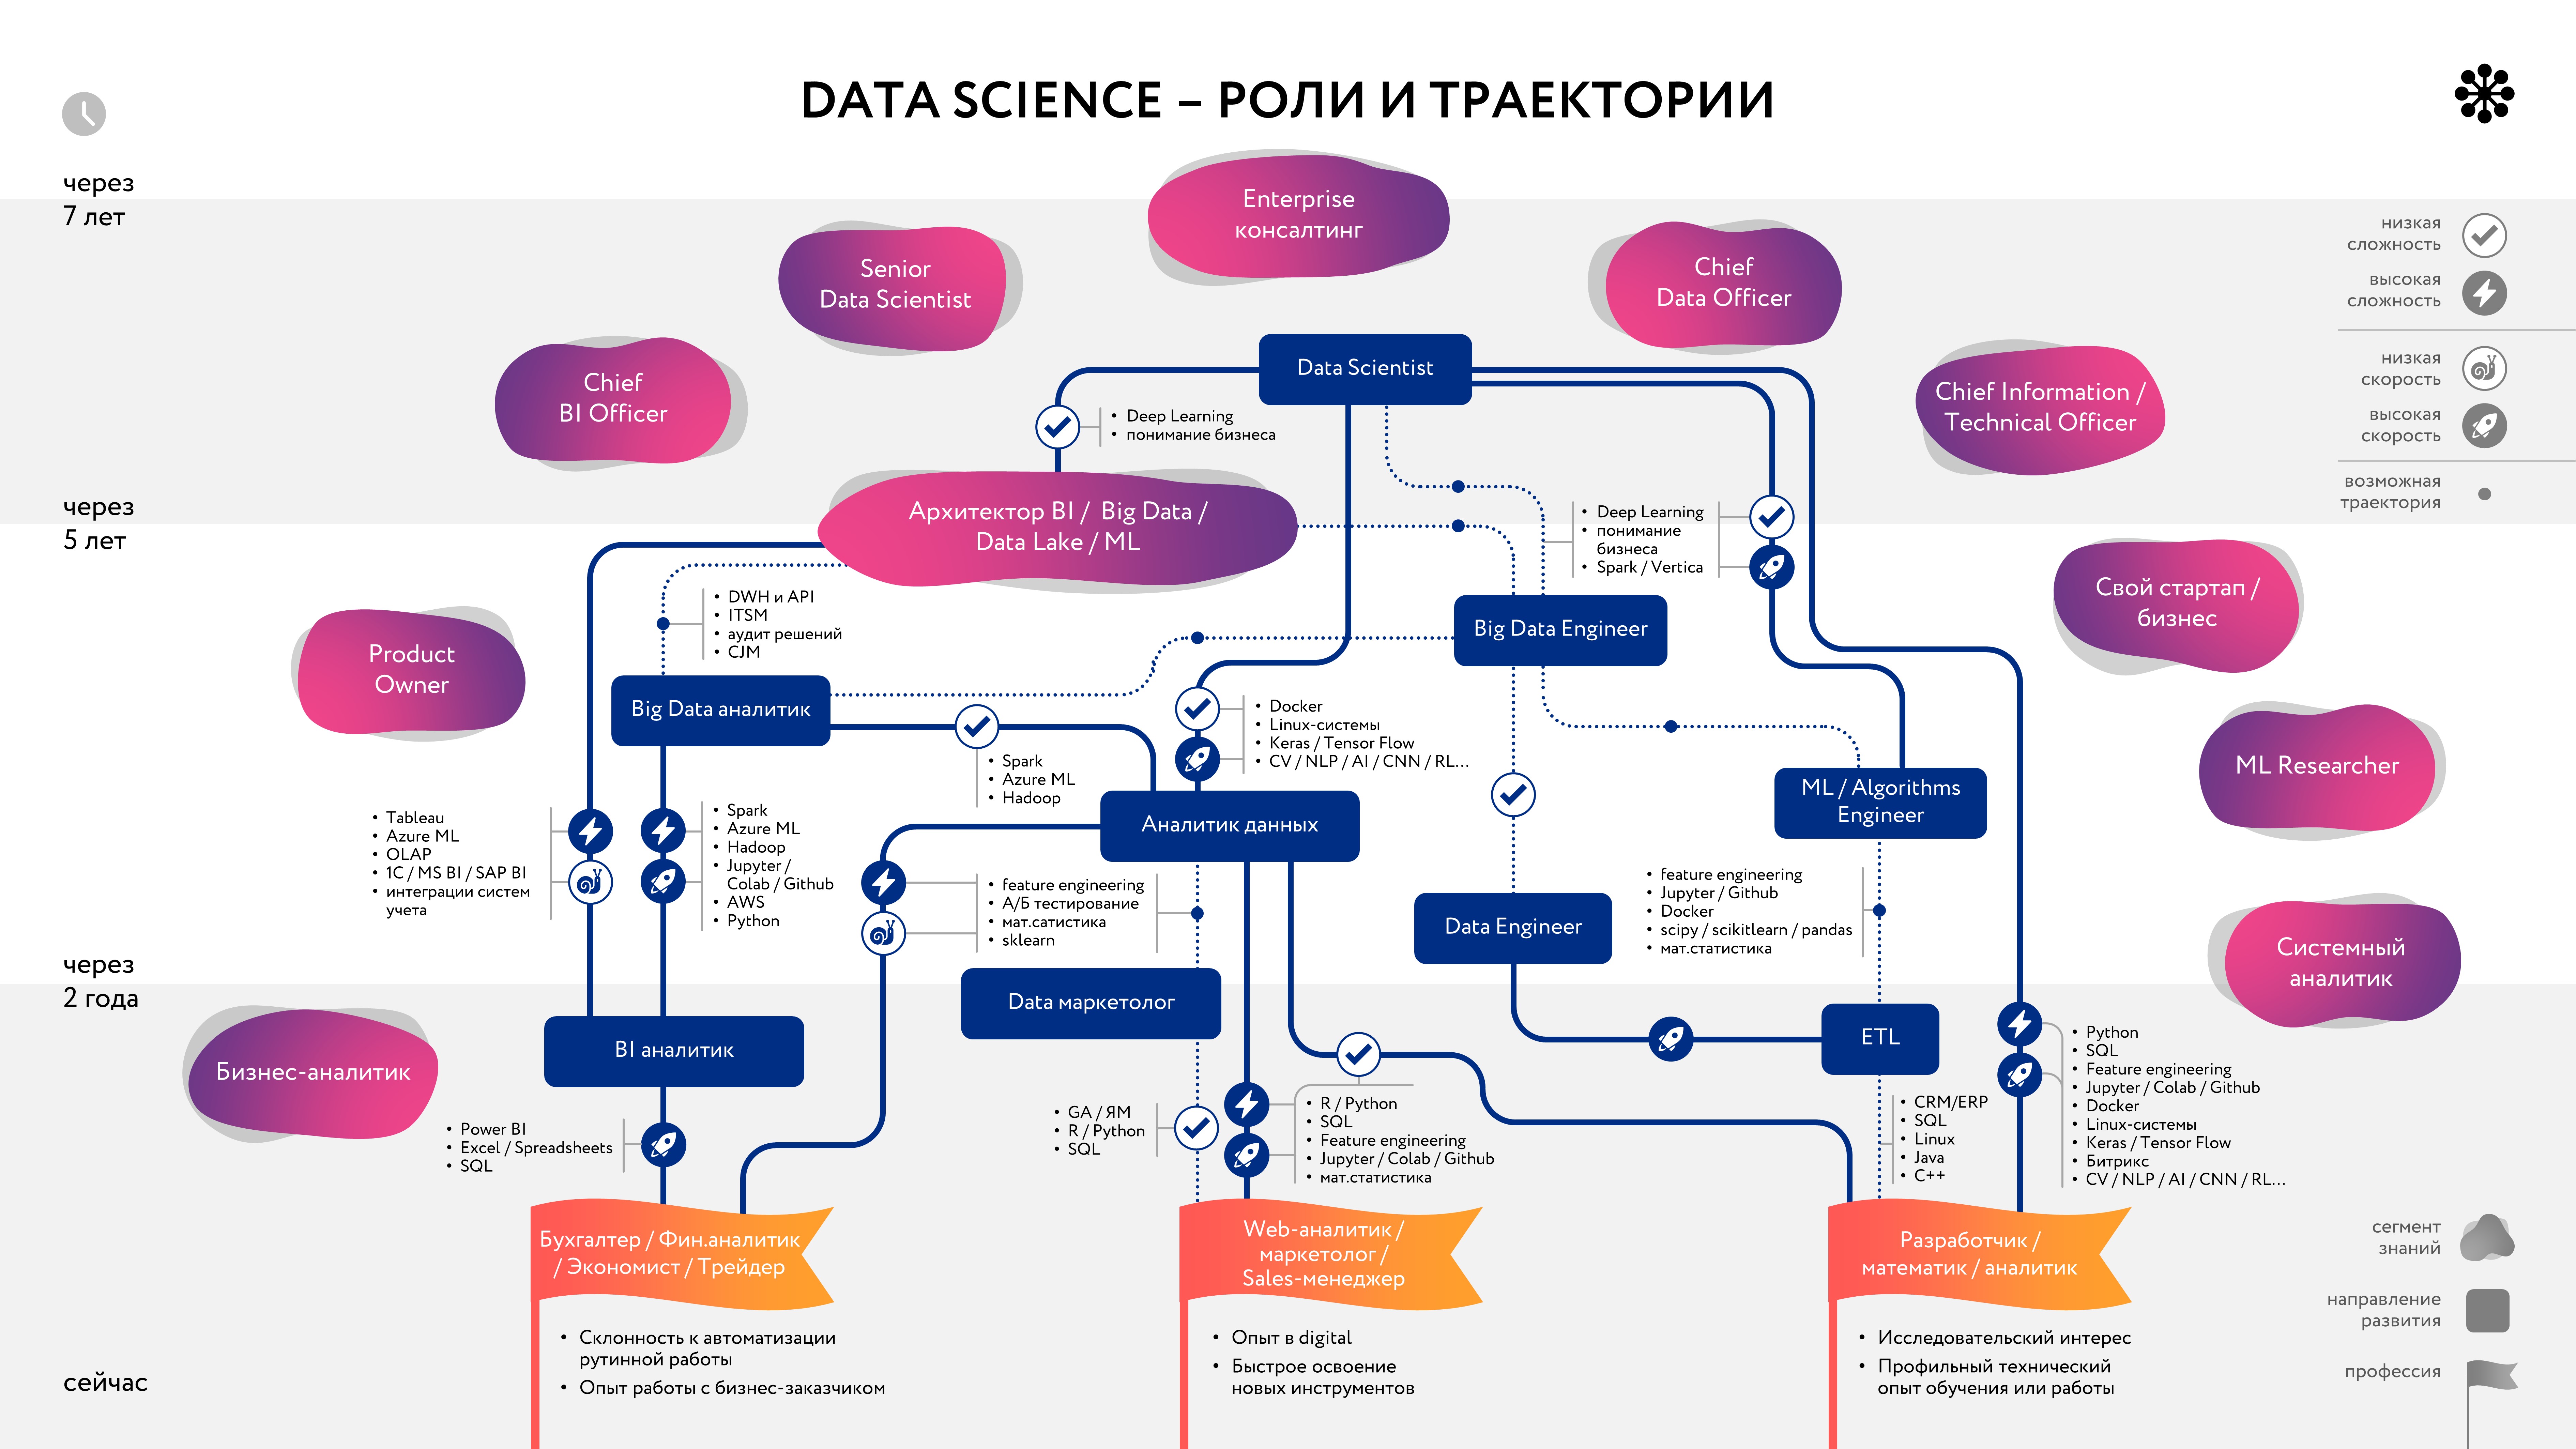 DATA SCIENCE – РОЛИ И ТРАЕКТОРИИ
через
7 лет
Enterprise
консалтинг
Senior
Data Scientist
Chief
Data Officer
Chief
BI Officer
Chief Information /
Technical Officer
низкая
сложность
высокая
сложность
низкая
скорость
высокая
скорость
возможная
траектория
Data Scientist
• Deep Learning
• понимание бизнеса
через
5 лет
Архитектор BI / Big Data /
Data Lake / ML
• Deep Learning
• понимание
бизнеса
• Spark / Vertica
Свой стартап /
бизнес
• DWH и API
• ITSM
• аудит решений
• CJM
Product
Owner
Big Data Engineer
Big Data аналитик
• Docker
• Linux-системы
• Keras / Tensor Flow
• CV / NLP / AI / CNN / RL...
• Spark
• Azure ML
• Hadoop
ML Researcher
ML / Algorithms
Engineer
• Tableau
• Azure ML
• OLAP
• 1C / MS BI / SAP BI
• интеграции систем
учета
• Spark
• Azure ML
• Hadoop
• Jupyter /
Colab / Github
• AWS
• Python
Аналитик данных
• feature engineering
• А/Б тестирование
• мат.сатистика
• sklearn
Data Engineer
• feature engineering
• Jupyter / Github
• Docker
• scipy / scikitlearn / pandas
• мат.статистика
Системный
аналитик
через
2 года
Data маркетолог
BI аналитик
ETL
Бизнес-аналитик
• Power BI
• Excel / Spreadsheets
• SQL
• GA / ЯМ
• R / Python
• SQL
• R / Python
• SQL
• Feature engineering
• Jupyter / Colab / Github
• мат.статистика
• CRM/ERP
• SQL
• Linux
• Java
• C++
• Python
• SQL
• Feature engineering
• Jupyter / Colab / Github
• Docker
• Linux-системы
• Keras / Tensor Flow
• Битрикс
• CV / NLP / AI / CNN / RL...
Бухгалтер / Фин.аналитик
/ Экономист / Трейдер
Web-аналитик /
маркетолог /
Sales-менеджер
Разработчик /
математик / аналитик
сегмент
знаний
направление
развития
профессия
сейчас
• Склонность к автоматизации
рутинной работы
• Опыт работы с бизнес-заказчиком
• Опыт в digital
• Быстрое освоение
новых инструментов
• Исследовательский интерес
• Профильный технический
опыт обучения или работы